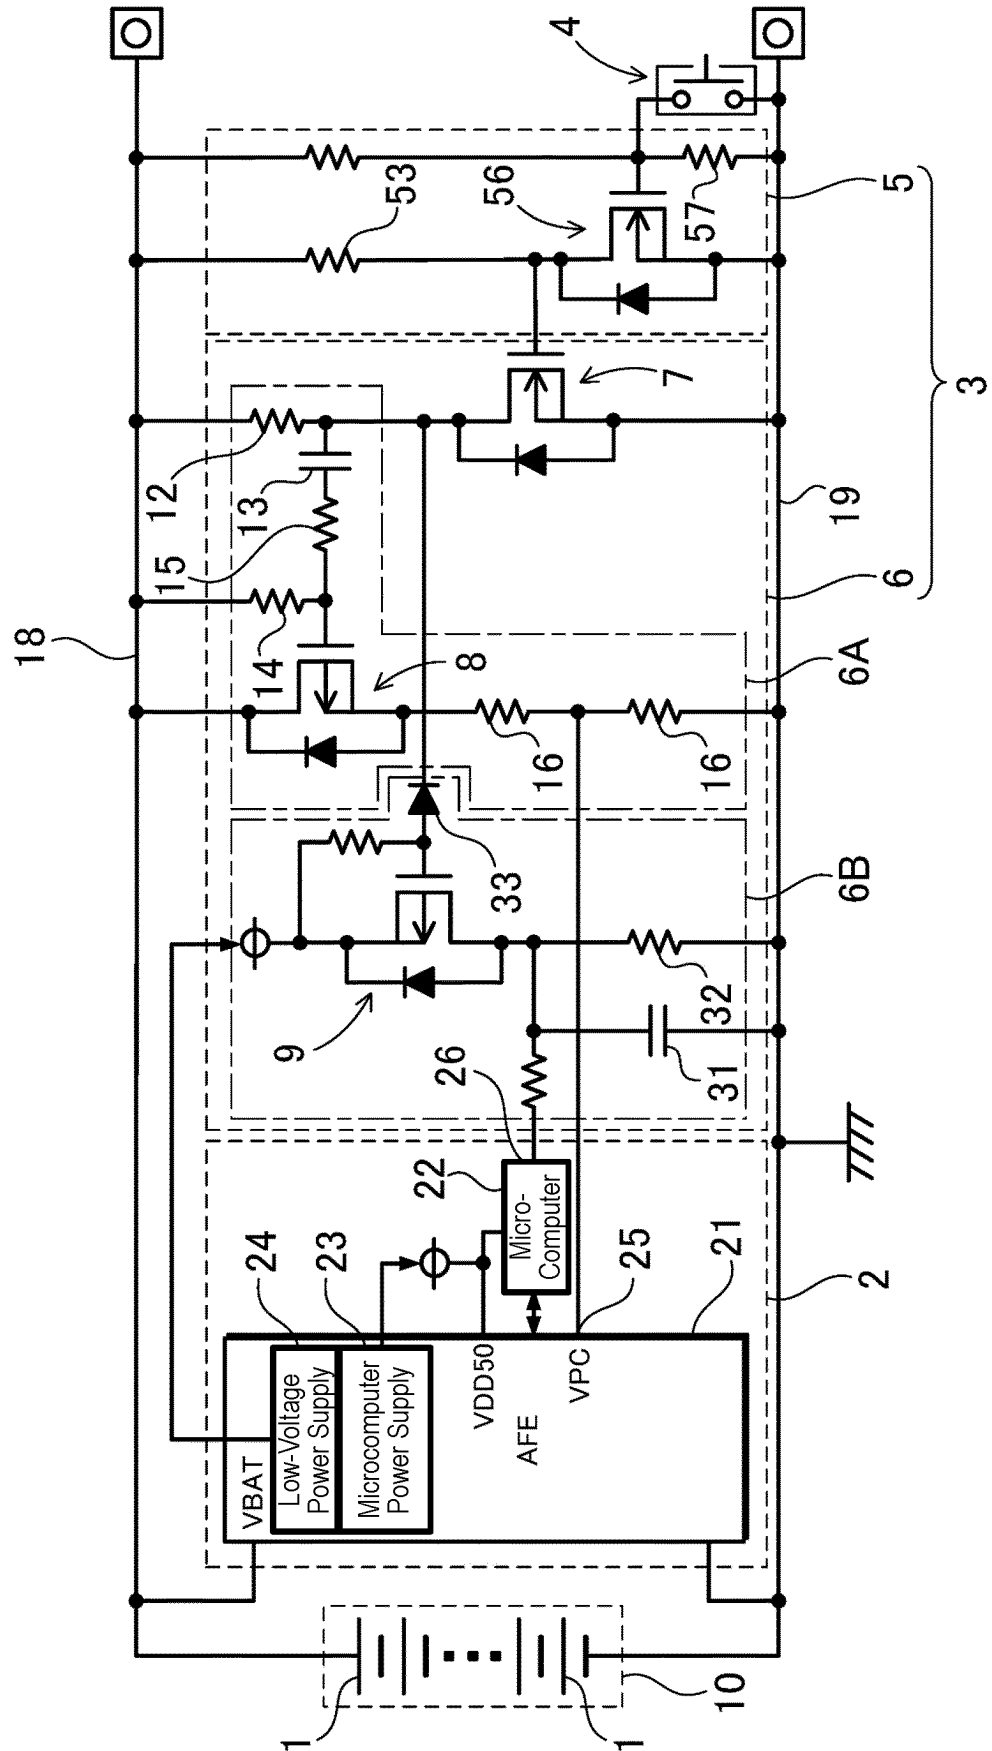 18
4
53
56
57
5
3
7
12
13
15
14
8
16
16
19
6
6A
33
9
32
31
6B
26
22
Micro-
Computer
24
23
25
21
2
VBAT
Low-Voltage
Power Supply
Microcomputer
Power Supply
VDD50
AFE
VPC
1
1
10